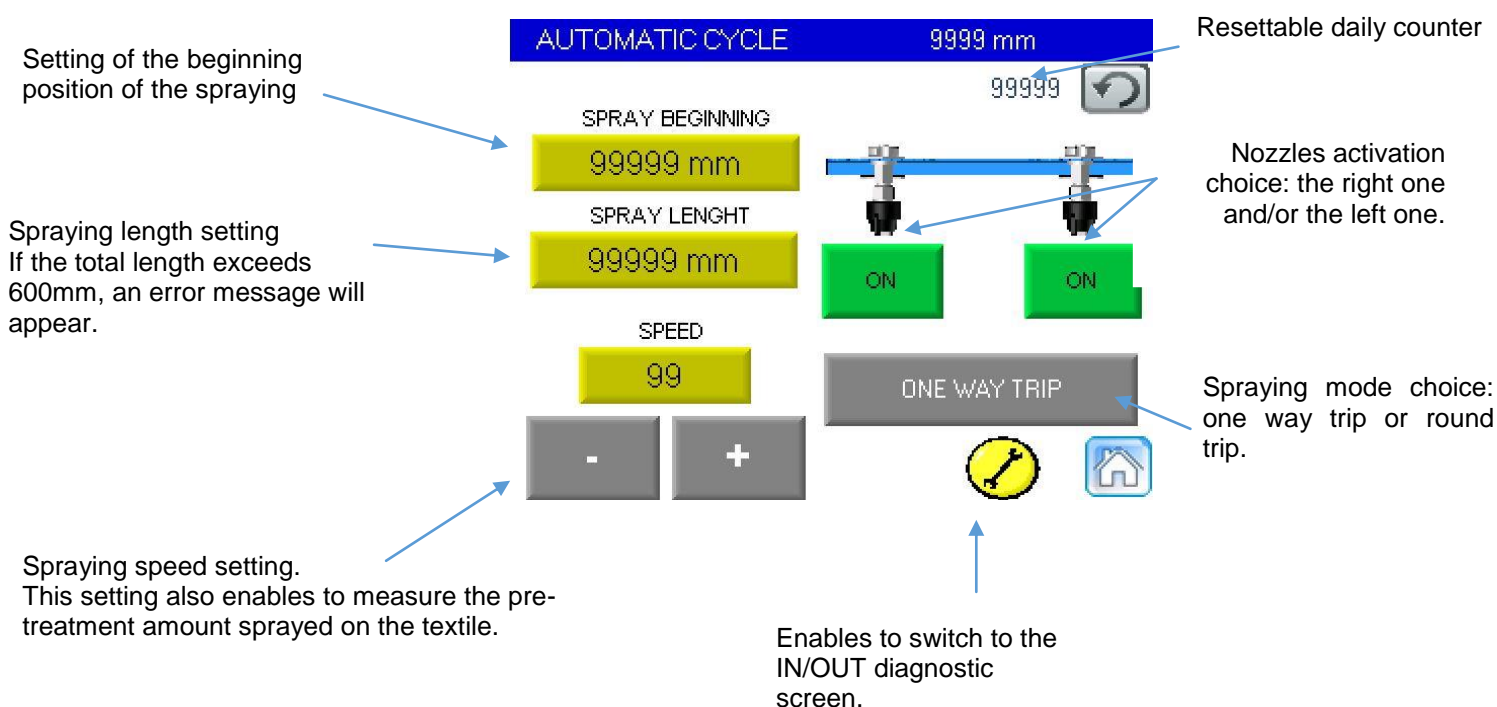 AUTOMATIC CYCLE 9999 mm
Resettable daily counter
99999
Setting of the beginning
position of the spraying
SPRAY BEGINNING
99999 mm
Nozzles activation
choice: the right one
and/or the left one.
Spraying length setting
If the total length exceeds
600mm, an error message will
appear.
SPRAY LENGHT
99999 mm
ON
ON
SPEED
99
-
+
ONE WAY TRIP
Spraying mode choice:
one way trip or round
trip.
Spraying speed setting.
This setting also enables to measure the pre-
treatment amount sprayed on the textile.
Enables to switch to the
IN/OUT diagnostic
screen.